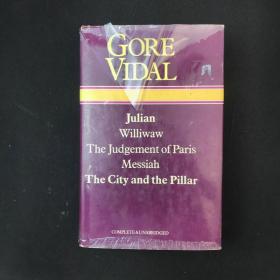 GORE
VIDAL
Julian
Williwaw
The Judgement of Paris
Messiah
The City and the Pillar
COMPLETE & UNABRIDGED